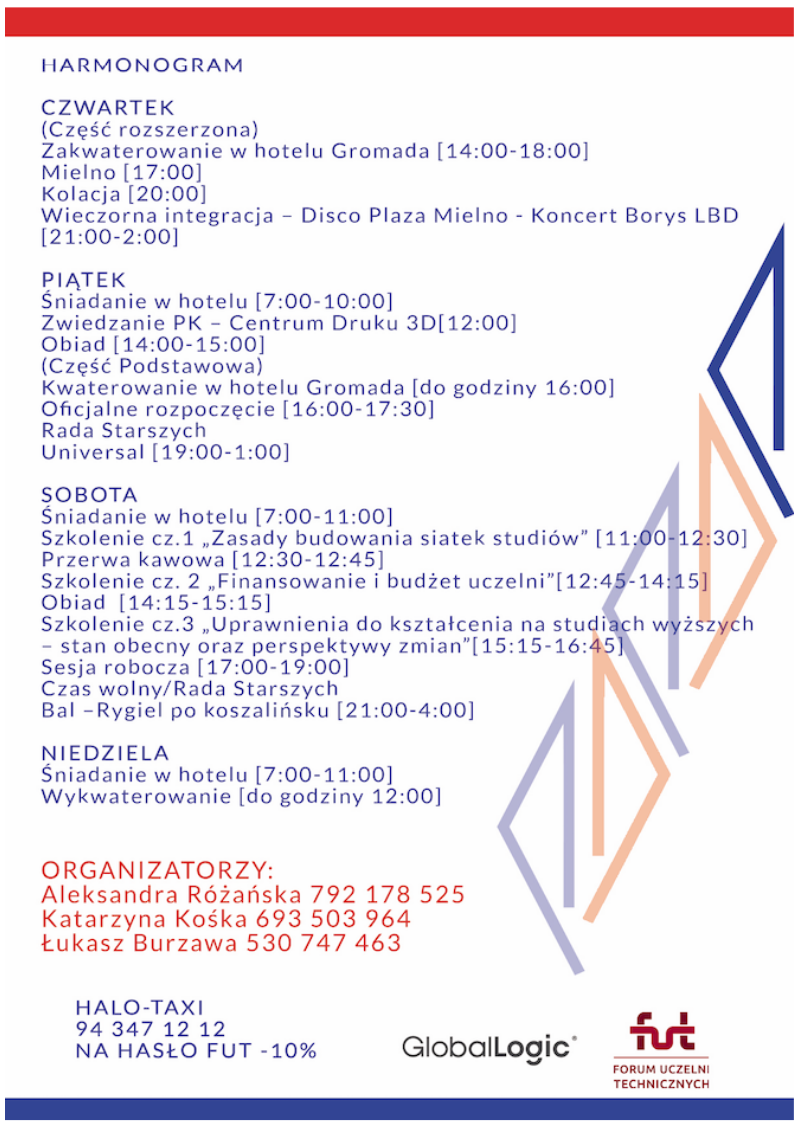 HARMONOGRAM
CZWARTEK
(Część rozszerzona)
Zakwaterowanie w hotelu Gromada [14:00-18:00]
Mielno [17:00]
Kolacja [20:00]
Wieczorna integracja – Disco Plaza Mielno - Koncert Borys LBD
[21:00-2:00]
PIĄTEK
Śniadanie w hotelu [7:00-10:00]
Zwiedzanie PK – Centrum Druku 3D[12:00]
Obiad [14:00-15:00]
(Część Podstawowa)
Kwaterowanie w hotelu Gromada [do godziny 16:00]
Oficjalne rozpoczęcie [16:00-17:30]
Rada Starszych
Universal [19:00-1:00]
SOBOTA
Śniadanie w hotelu [7:00-11:00]
Szkolenie cz.1 „Zasady budowania siatek studiów” [11:00-12:30]
Przerwa kawowa [12:30-12:45]
Szkolenie cz. 2 „Finansowanie i budżet uczelni”[12:45-14:15]
Obiad [14:15-15:15]
Szkolenie cz.3 „Uprawnienia do kształcenia na studiach wyższych
– stan obecny oraz perspektywy zmian”[15:15-16:45]
Sesja robocza [17:00-19:00]
Czas wolny/Rada Starszych
Bal –Rygiel po koszalińsku [21:00-4:00]
NIEDZIELA
Śniadanie w hotelu [7:00-11:00]
Wykwaterowanie [do godziny 12:00]
ORGANIZATORZY:
Aleksandra Różańska 792 178 525
Katarzyna Kośka 693 503 964
Łukasz Burzawa 530 747 463
HALO-TAXI
94 347 12 12
NA HASŁO FUT -10%
GlobalLogic®
fut
FORUM UCZELNI
TECHNICZNYCH